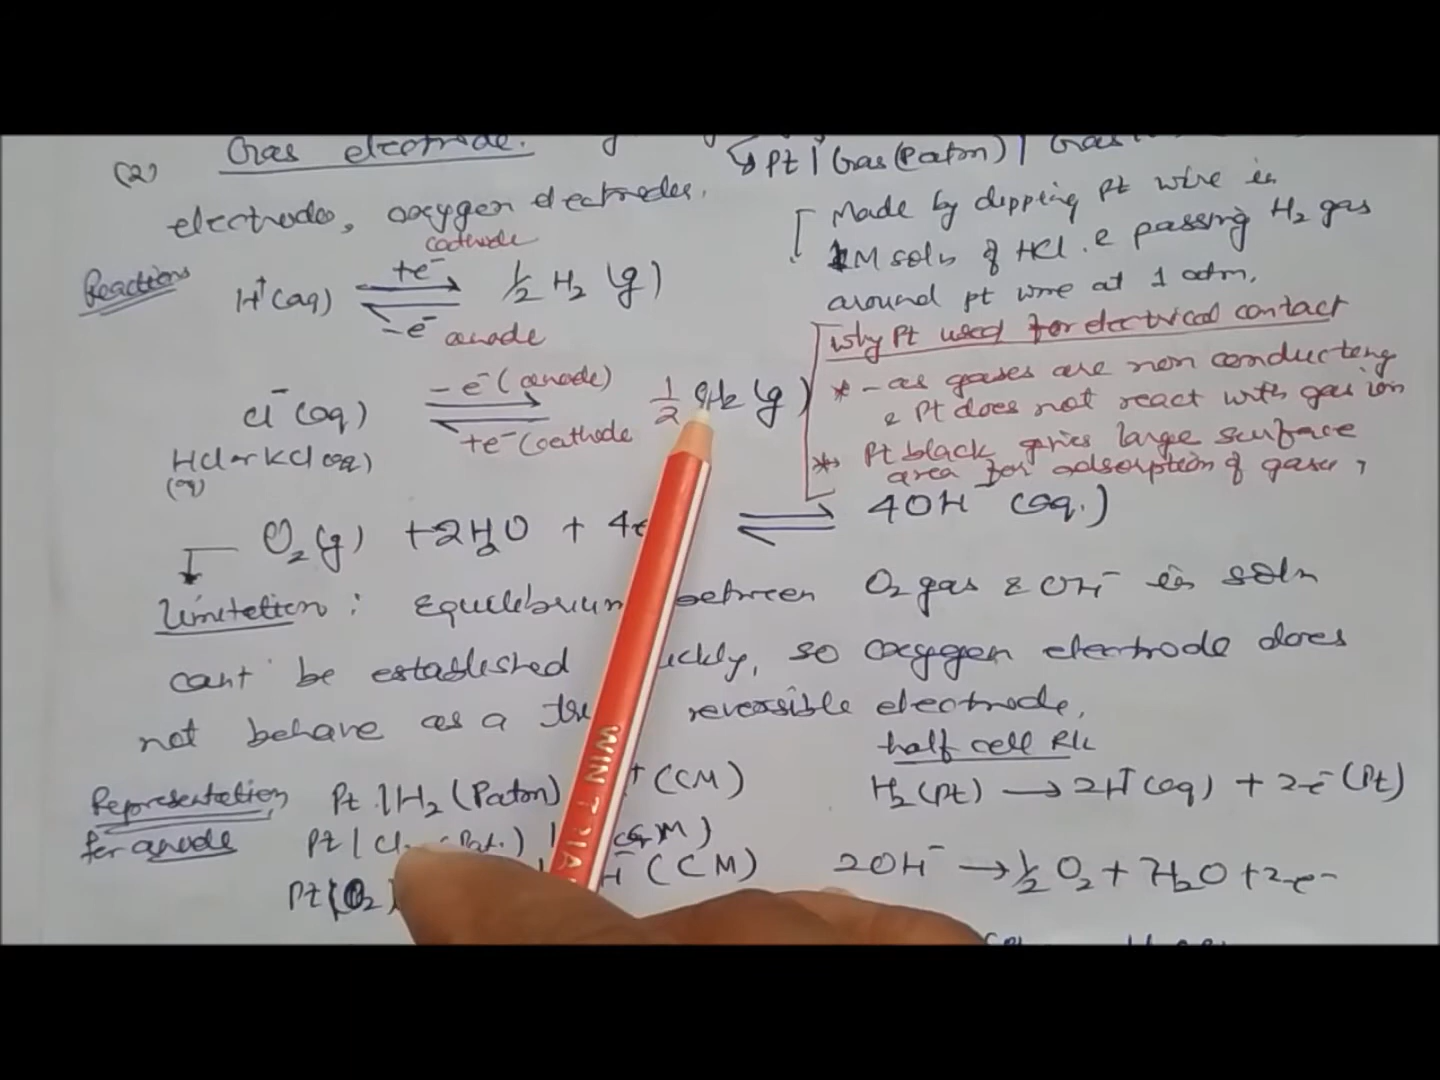 (2) Gas electrode.
↳ Pt | Gas (Patm) | Gas
electrodes, oxygen electrodes.
Made by dipping pt wire in
1M soln of HCl. & passing H2 gas
around pt wire at 1 atm.
Reactions
cathode
H+(aq) +e- ⇌ 1/2 H2 (g)
-e- anode
Cl-(aq) -e-(anode) ⇌ 1/2 (g)
+e-(cathode
HCl or KCl (aq)
(aq)
Why Pt used for electrical contact
* - as gases are non conducteng
& Pt does not react with gas ion
* Pt black gives large surface
area for adsorption of gases,
O2(g) + 2H2O + 4e ⇌ 4OH- (aq.)
Limitation : Equilibrium between O2 gas & OH- in soln
cant be established uckly, so oxygen electrode does
not behave as a reversible electrode.
half cell
Representation Pt | H2 (Patm) + (CM)
H2 (Pt) → 2H+(aq) + 2e-(Pt)
for anode Pt | Cl M)
Pt(O2) (CM)
2OH- → 1/2 O2 + H2O + 2e-
WIN